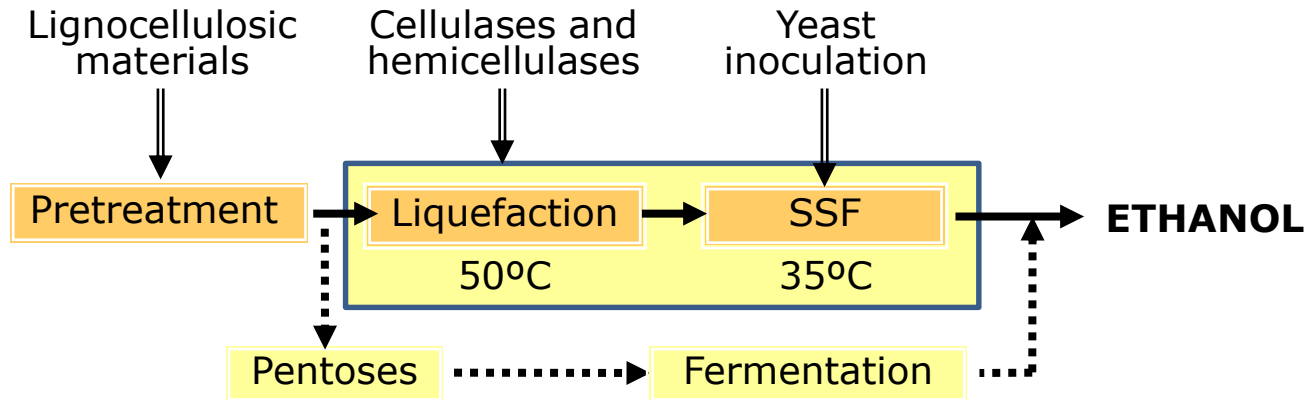 Lignocellulosic
materials
Cellulases and
hemicellulases
Yeast
inoculation
Pretreatment
Liquefaction
SSF
ETHANOL
50ºC
35ºC
Pentoses
Fermentation